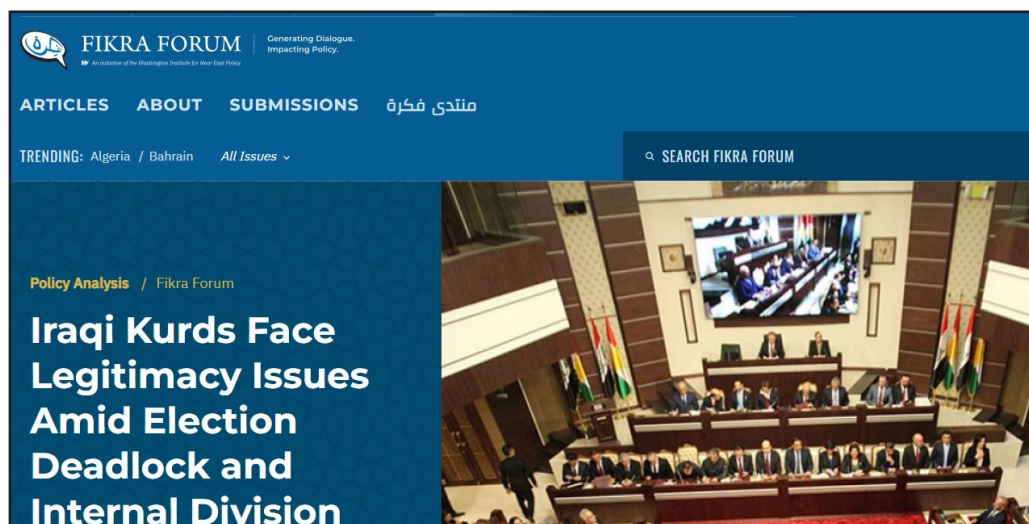 فكرة
FIKRA FORUM
Generating Dialogue.
Impacting Policy.
An initiative of the Washington Institute for Near East Policy
ARTICLES ABOUT SUBMISSIONS منتدى فكرة
TRENDING: Algeria / Bahrain All Issues
SEARCH FIKRA FORUM
Policy Analysis / Fikra Forum
Iraqi Kurds Face
Legitimacy Issues
Amid Election
Deadlock and
Internal Division